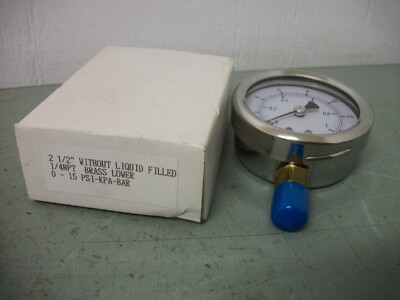 2 1/2" WITHOUT LIQUID FILLED
1/4NPT BRASS LOWER
0 - 15 PSI-KPA-BAR